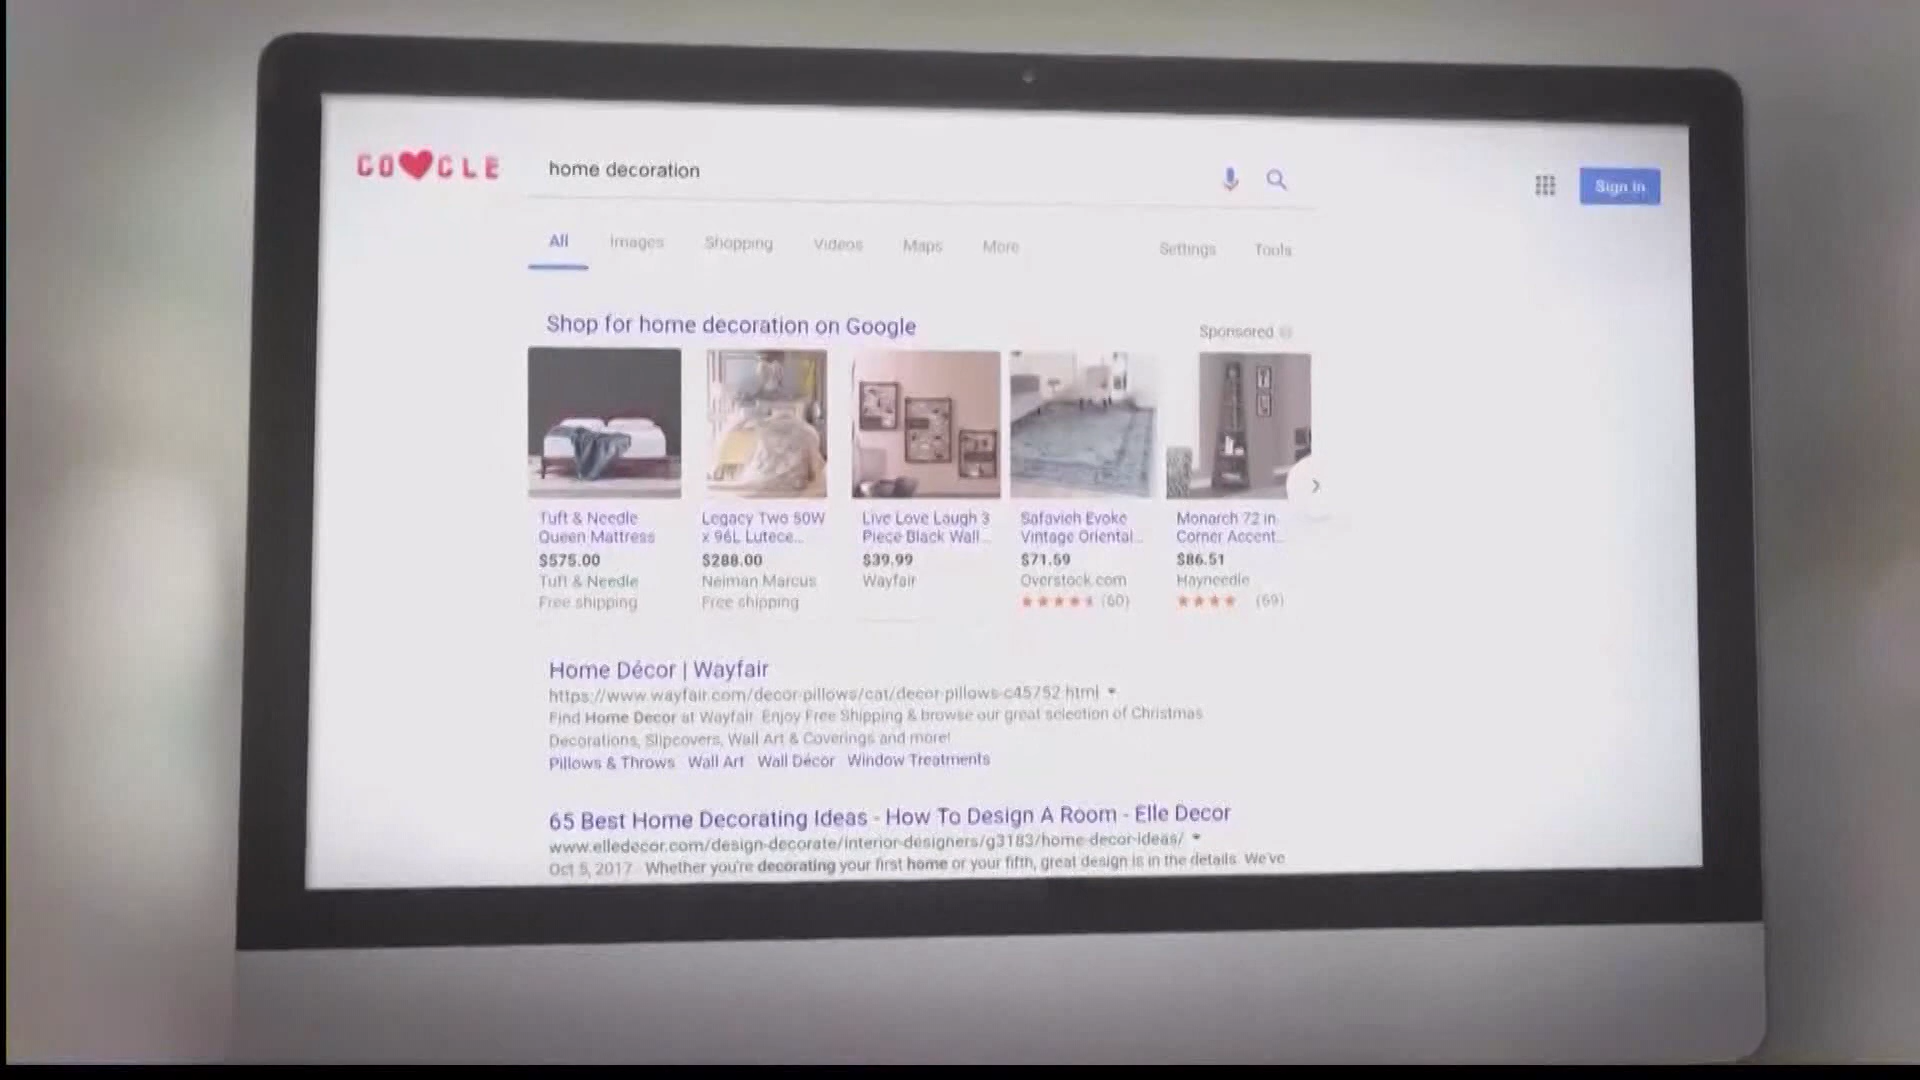 GO❤GLE
home decoration
Sign in
All Images Shopping Videos Maps More Settings Tools
Shop for home decoration on Google
Sponsored
Tuft & Needle
Queen Mattress
$575.00
Tuft & Needle
Free shipping
Legacy Two 50W
x 96L Lutece...
$288.00
Neiman Marcus
Free shipping
Live Love Laugh 3
Piece Black Wall...
$39.99
Wayfair
Safavieh Evoke
Vintage Oriental...
$71.59
Overstock.com
(60)
Monarch 72 in
Corner Accent...
$86.51
Hayneedle
(69)
Home Décor | Wayfair
https://www.wayfair.com/decor-pillows/cat/decor-pillows-c45752.html
Find Home Decor at Wayfair. Enjoy Free Shipping & browse our great selection of Christmas
Decorations, Slipcovers, Wall Art & Coverings and more!
Pillows & Throws Wall Art Wall Décor Window Treatments
65 Best Home Decorating Ideas - How To Design A Room - Elle Decor
www.elledecor.com/design-decorate/interior-designers/g3183/home-decor-ideas/
Oct 5, 2017 - Whether you're decorating your first home or your fifth, great design is in the details. We've